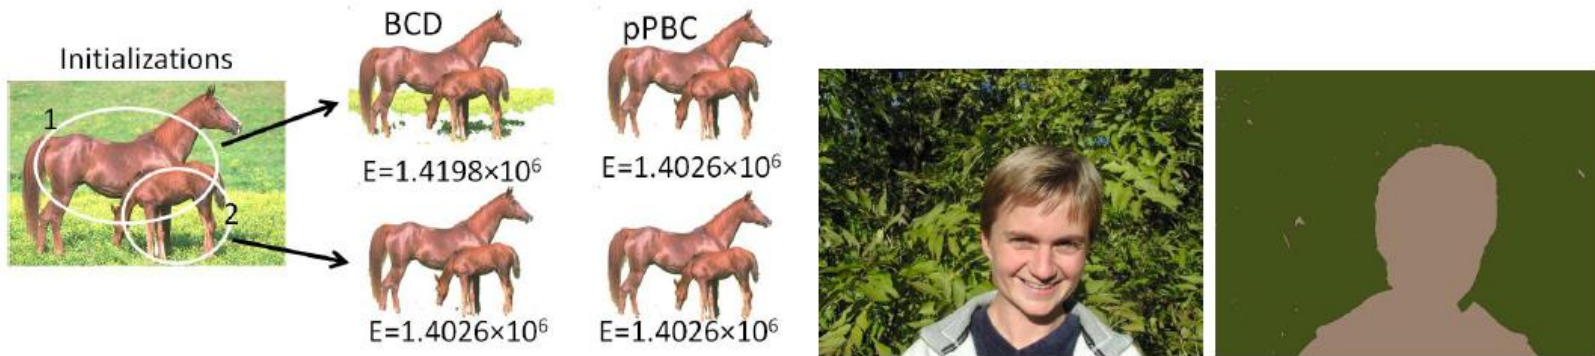 Initializations
1
2
BCD
pPBC
E=1.4198×10⁶
E=1.4026×10⁶
E=1.4026×10⁶
E=1.4026×10⁶